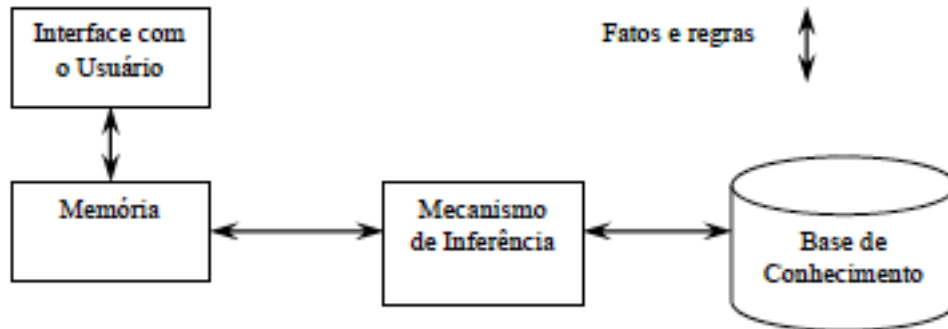 Interface com
o Usuário
Fatos e regras
Memória
Mecanismo
de Inferência
Base de
Conhecimento